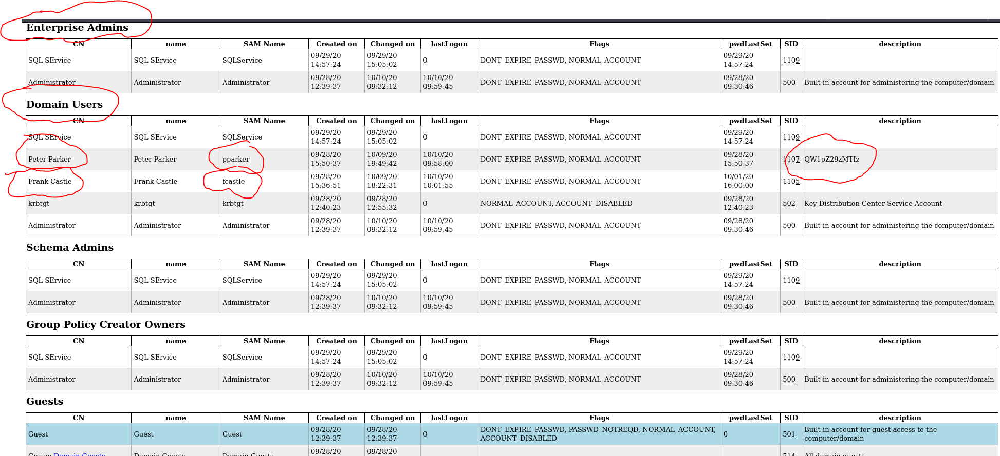 Enterprise Admins
CN name SAM Name Created on Changed on lastLogon Flags pwdLastSet SID description
SQL SErvice SQL SErvice SQLService 09/29/20 14:57:24 09/29/20 15:05:02 0 DONT_EXPIRE_PASSWD, NORMAL_ACCOUNT 09/29/20 14:57:24 1109
Administrator Administrator Administrator 09/28/20 12:39:37 10/10/20 09:32:12 10/10/20 09:59:45 DONT_EXPIRE_PASSWD, NORMAL_ACCOUNT 09/28/20 09:30:46 500 Built-in account for administering the computer/domain
Domain Users
CN name SAM Name Created on Changed on lastLogon Flags pwdLastSet SID description
SQL SErvice SQL SErvice SQLService 09/29/20 14:57:24 09/29/20 15:05:02 0 DONT_EXPIRE_PASSWD, NORMAL_ACCOUNT 09/29/20 14:57:24 1109
Peter Parker Peter Parker pparker 09/28/20 15:50:37 10/09/20 19:49:42 10/10/20 09:58:00 DONT_EXPIRE_PASSWD, NORMAL_ACCOUNT 09/28/20 15:50:37 1107 QW1pZ29zMTIz
Frank Castle Frank Castle fcastle 09/28/20 15:36:51 10/09/20 18:22:31 10/10/20 10:01:55 DONT_EXPIRE_PASSWD, NORMAL_ACCOUNT 10/01/20 16:00:00 1105
krbtgt krbtgt krbtgt 09/28/20 12:40:23 09/28/20 12:55:32 0 NORMAL_ACCOUNT, ACCOUNT_DISABLED 09/28/20 12:40:23 502 Key Distribution Center Service Account
Administrator Administrator Administrator 09/28/20 12:39:37 10/10/20 09:32:12 10/10/20 09:59:45 DONT_EXPIRE_PASSWD, NORMAL_ACCOUNT 09/28/20 09:30:46 500 Built-in account for administering the computer/domain
Schema Admins
CN name SAM Name Created on Changed on lastLogon Flags pwdLastSet SID description
SQL SErvice SQL SErvice SQLService 09/29/20 14:57:24 09/29/20 15:05:02 0 DONT_EXPIRE_PASSWD, NORMAL_ACCOUNT 09/29/20 14:57:24 1109
Administrator Administrator Administrator 09/28/20 12:39:37 10/10/20 09:32:12 10/10/20 09:59:45 DONT_EXPIRE_PASSWD, NORMAL_ACCOUNT 09/28/20 09:30:46 500 Built-in account for administering the computer/domain
Group Policy Creator Owners
CN name SAM Name Created on Changed on lastLogon Flags pwdLastSet SID description
SQL SErvice SQL SErvice SQLService 09/29/20 14:57:24 09/29/20 15:05:02 0 DONT_EXPIRE_PASSWD, NORMAL_ACCOUNT 09/29/20 14:57:24 1109
Administrator Administrator Administrator 09/28/20 12:39:37 10/10/20 09:32:12 10/10/20 09:59:45 DONT_EXPIRE_PASSWD, NORMAL_ACCOUNT 09/28/20 09:30:46 500 Built-in account for administering the computer/domain
Guests
CN name SAM Name Created on Changed on lastLogon Flags pwdLastSet SID description
Guest Guest Guest 09/28/20 12:39:37 09/28/20 12:39:37 0 DONT_EXPIRE_PASSWD, PASSWD_NOTREQD, NORMAL_ACCOUNT, ACCOUNT_DISABLED 0 501 Built-in account for guest access to the computer/domain
Group: Domain Guests Domain Guests Domain Guests 09/28/20 09/28/20 514 All domain guests